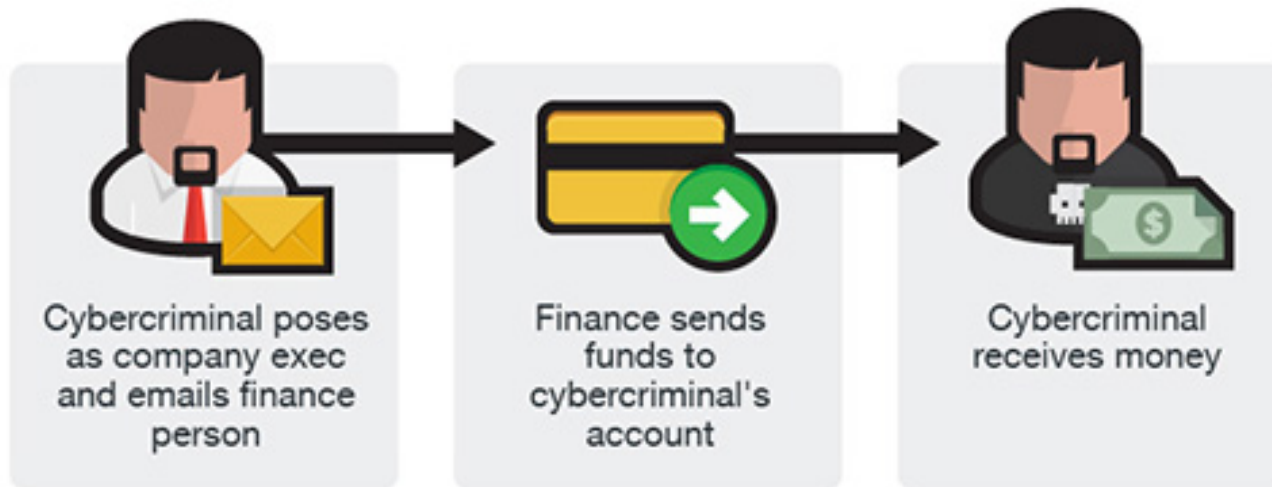 Cybercriminal poses
as company exec
and emails finance
person
Finance sends
funds to
cybercriminal's
account
Cybercriminal
receives money
$